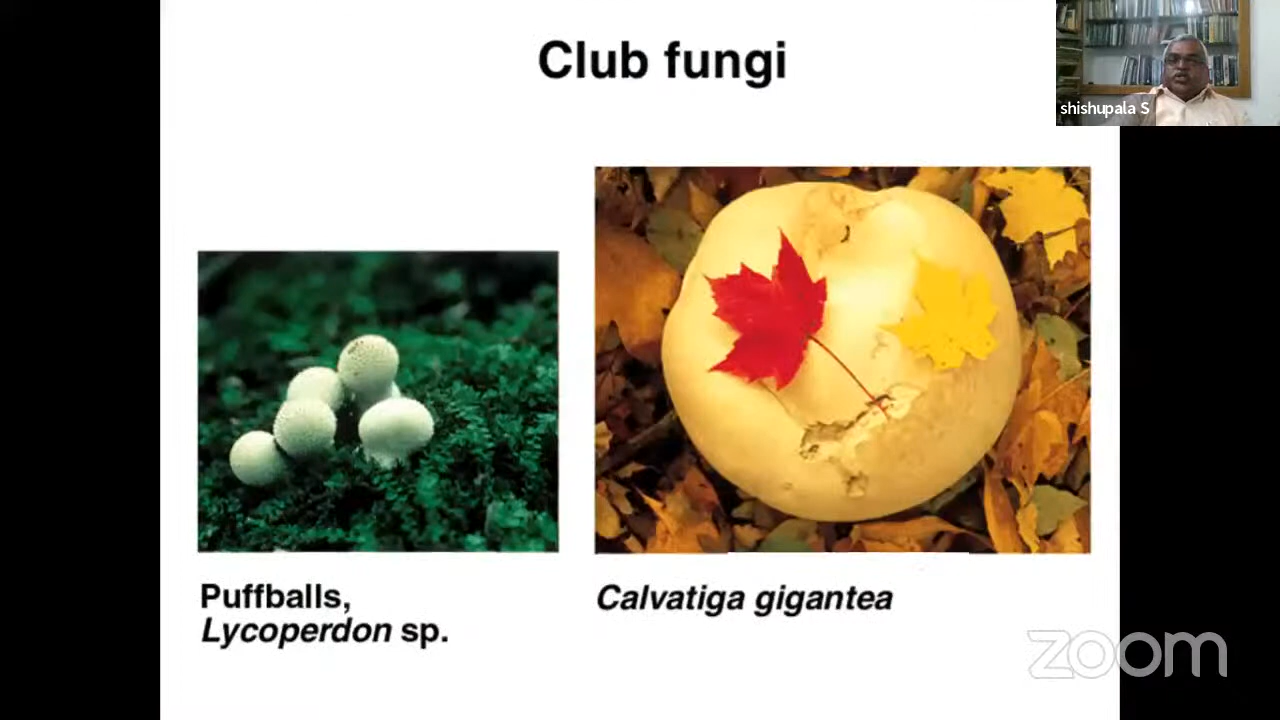 Club fungi
shishupala S
Puffballs,
Lycoperdon sp.
Calvatiga gigantea
zoom